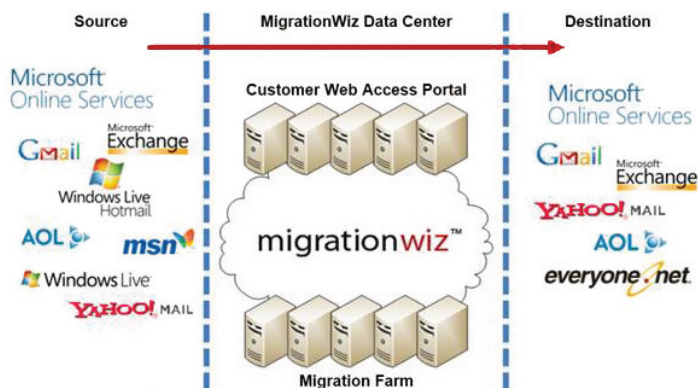 Source
MigrationWiz Data Center
Destination
Microsoft
Online Services
Gmail
Microsoft
Exchange
Windows Live
Hotmail
AOL
msn
Windows Live
YAHOO! MAIL
Customer Web Access Portal
migrationwiz™
Migration Farm
Microsoft
Online Services
Gmail
Microsoft
Exchange
YAHOO! MAIL
AOL
everyone.net